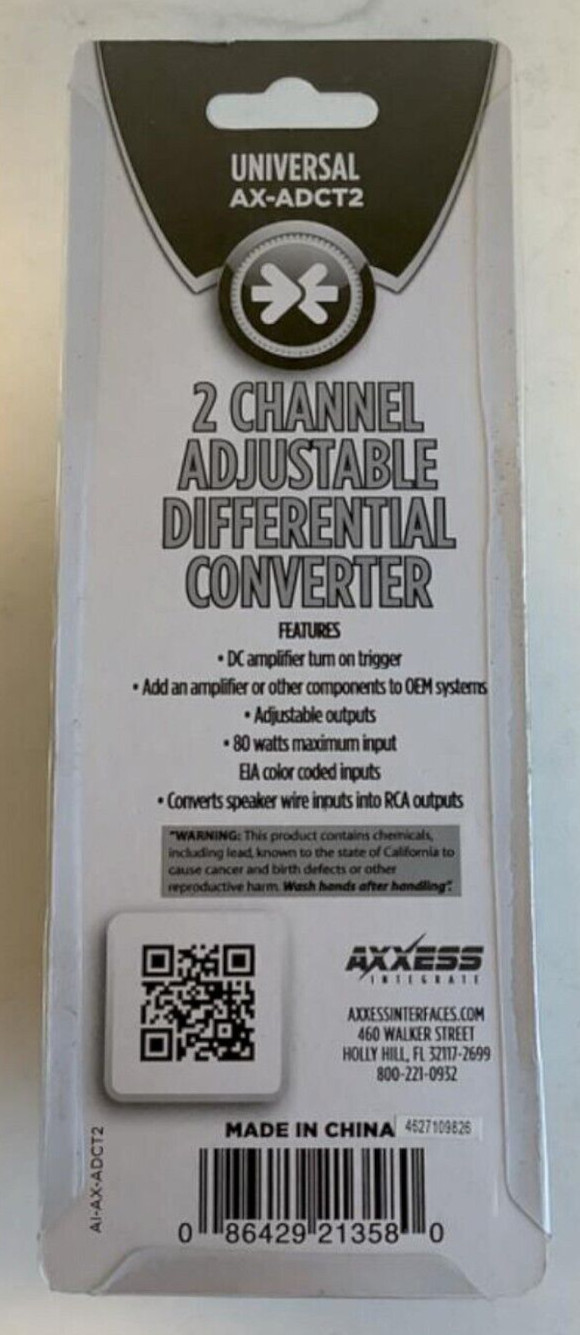 UNIVERSAL
AX-ADCT2
2 CHANNEL
ADJUSTABLE
DIFFERENTIAL
CONVERTER
FEATURES
• DC amplifier turn on trigger
• Add an amplifier or other components to OEM systems
• Adjustable outputs
• 80 watts maximum input
EIA color coded inputs
• Converts speaker wire inputs into RCA outputs
"WARNING: This product contains chemicals,
including lead, known to the state of California to
cause cancer and birth defects or other
reproductive harm. Wash hands after handling".
AXXESS
INTEGRATE
AXXESSINTERFACES.COM
460 WALKER STREET
HOLLY HILL, FL 32117-2699
800-221-0932
MADE IN CHINA 4627109826
AI-AX-ADCT2
0 86429 21358 0